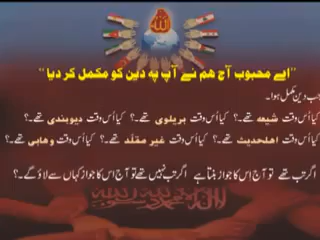 "اے محبوب آج ہم نے آپ پہ دین کو مکمل کر دیا"
جب دین مکمل ہوا۔
کیا اُس وقت شیعہ تھے۔؟ کیا اُس وقت بریلوی تھے۔؟ کیا اُس وقت دیوبندی تھے۔؟
کیا اُس وقت اہلحدیث تھے۔؟ کیا اُس وقت غیر مقلد تھے۔؟ کیا اُس وقت وہابی تھے۔؟
اگر تب تھے تو آج اس کا جواز بنتا ہے اگر تب نہیں تھے تو آج اس کا جواز کہاں سے لاؤ گے۔؟